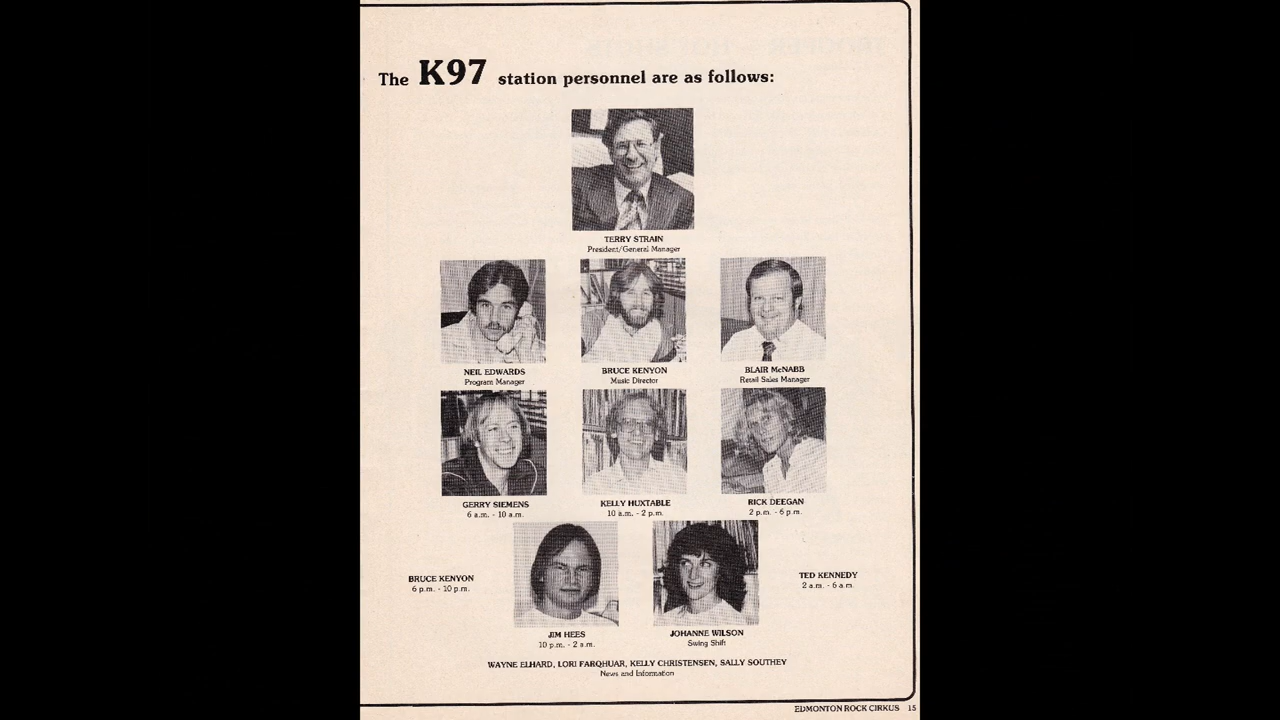 The K97 station personnel are as follows:
TERRY STRAIN
President/General Manager
NEIL EDWARDS
Program Manager
BRUCE KENYON
Music Director
BLAIR McNABB
Retail Sales Manager
GERRY SIEMENS
6 a.m. - 10 a.m.
KELLY HUXTABLE
10 a.m. - 2 p.m.
RICK DEEGAN
2 p.m. - 6 p.m.
BRUCE KENYON
6 p.m. - 10 p.m.
JIM HEES
10 p.m. - 2 a.m.
JOHANNE WILSON
Swing Shift
TED KENNEDY
2 a.m. - 6 a.m
WAYNE ELHARD, LORI FARQHUAR, KELLY CHRISTENSEN, SALLY SOUTHEY
News and Information
EDMONTON ROCK CIRKUS 15